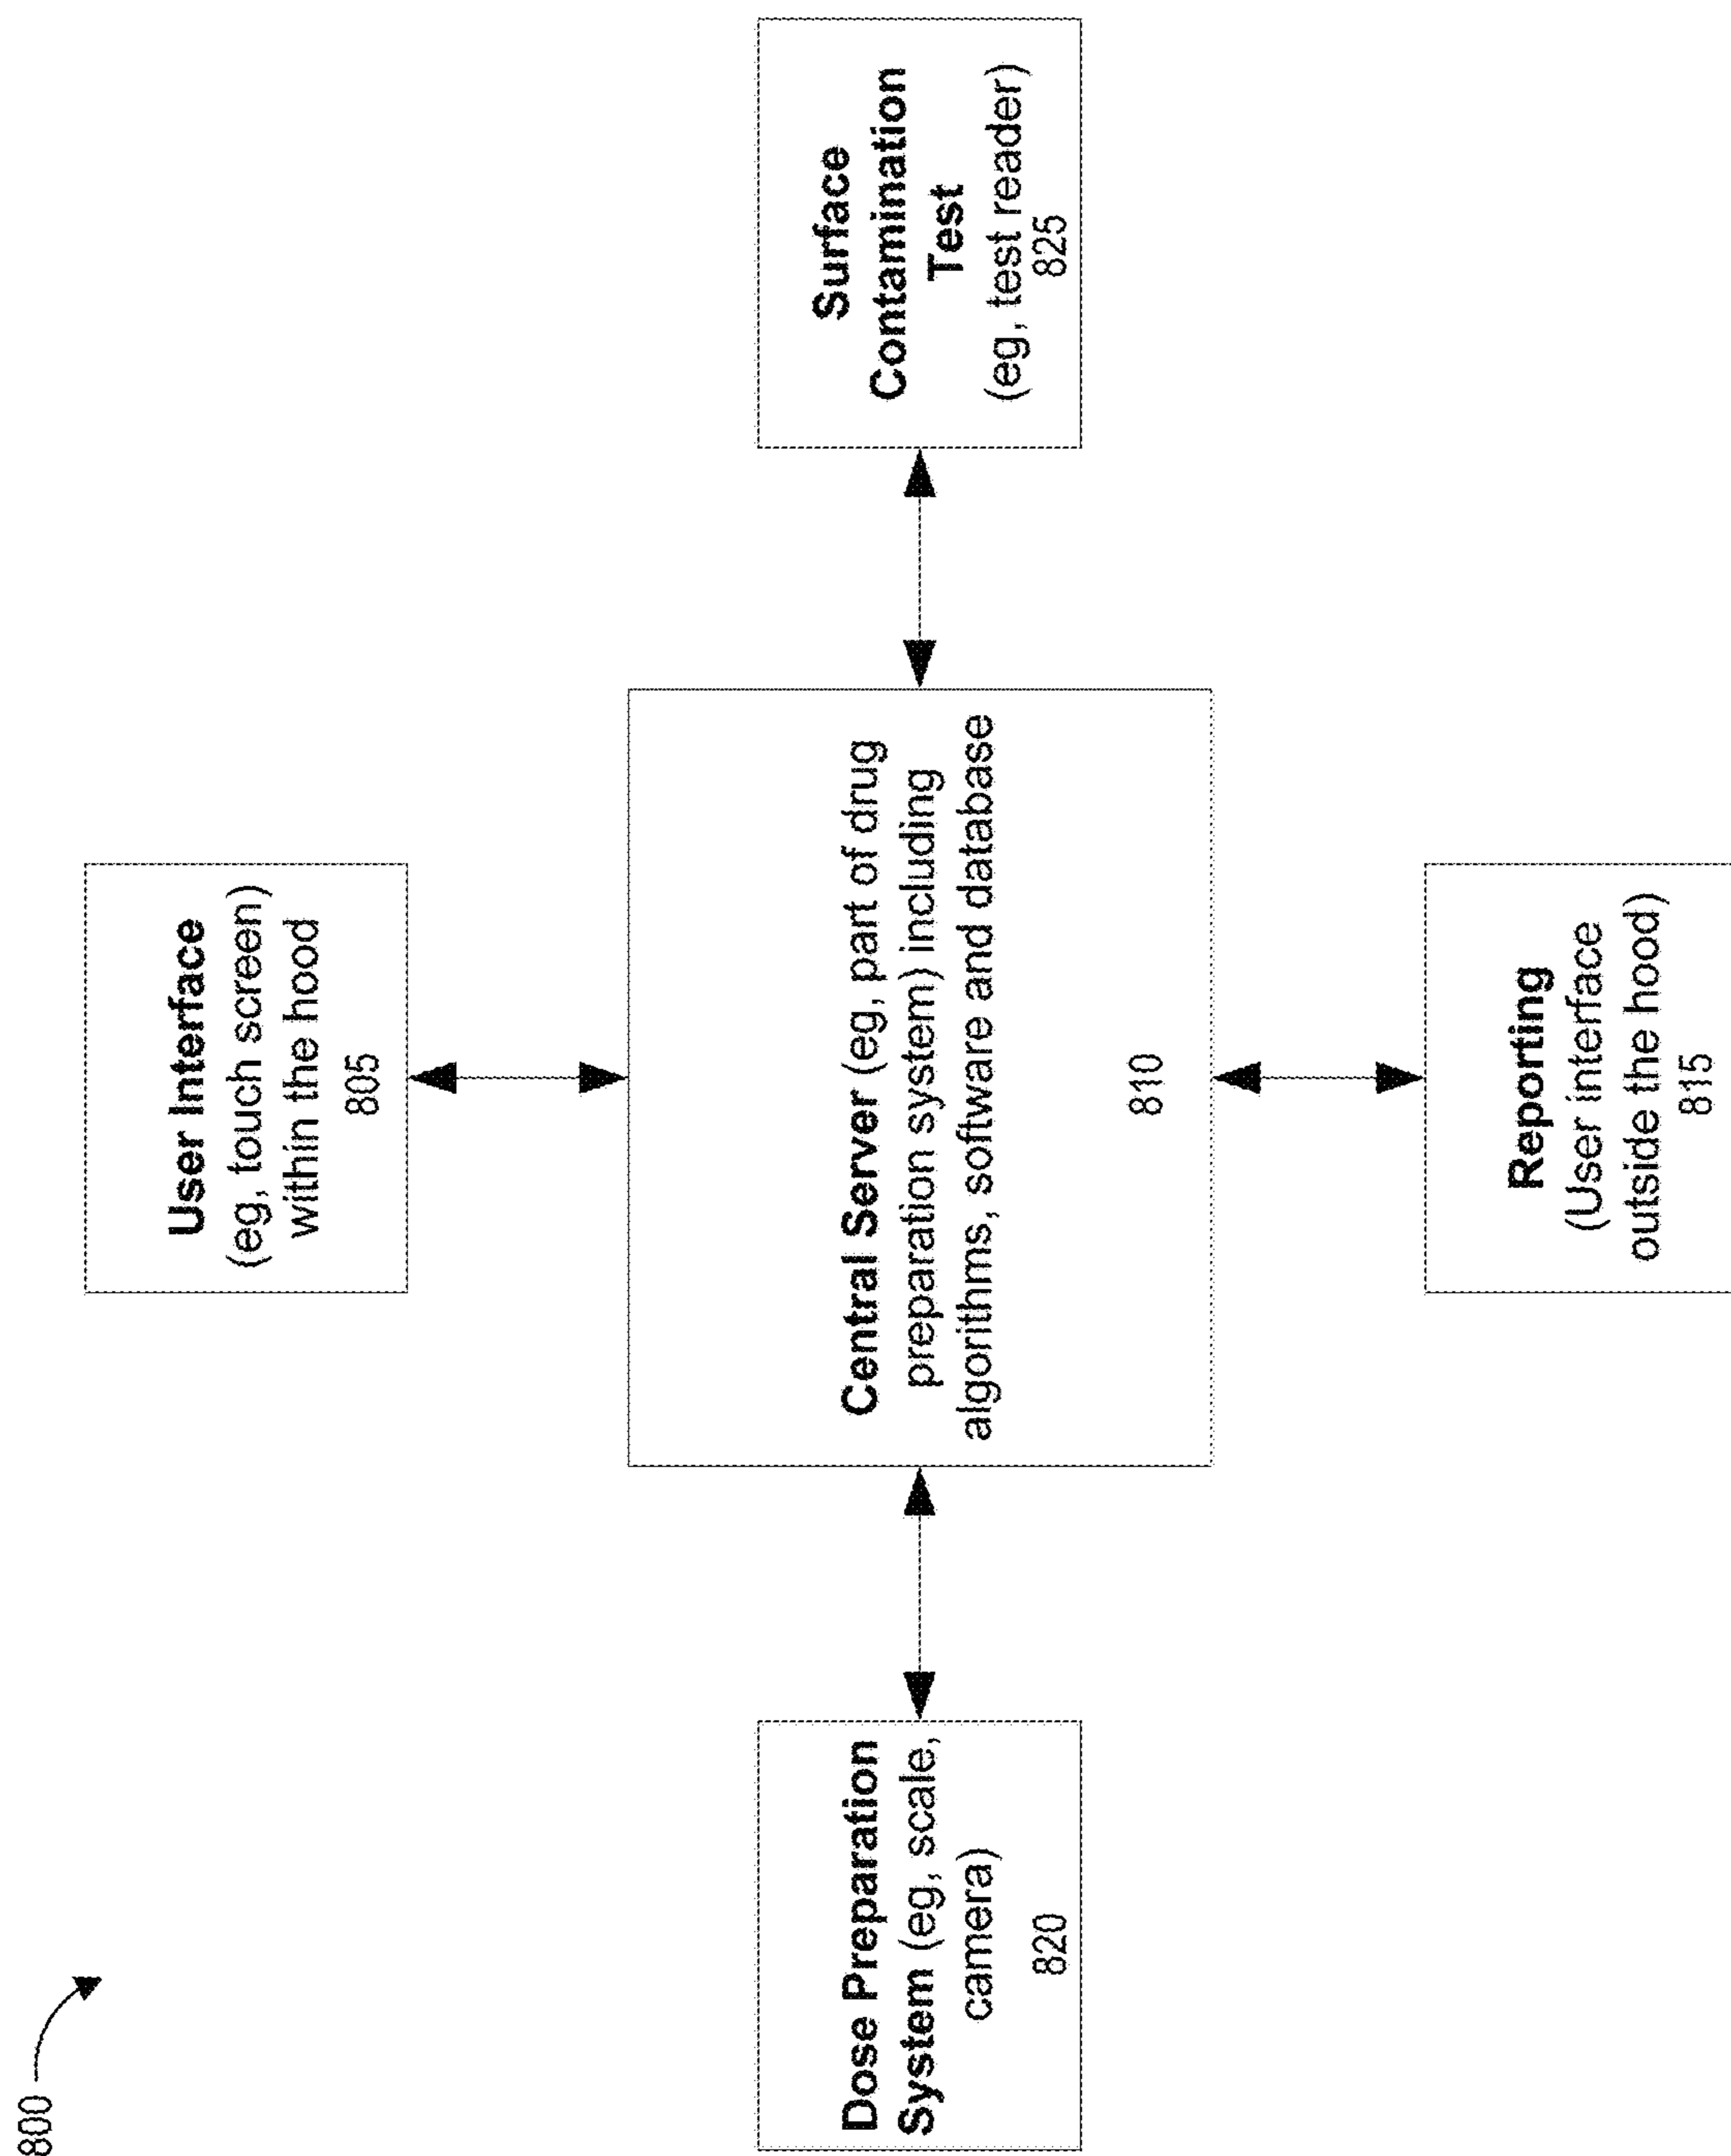 800
User Interface
(eg, touch screen)
within the hood
805
Dose Preparation
System (eg, scale,
camera)
820
Central Server (eg, part of drug
preparation system) including
algorithms, software and database
810
Surface
Contamination
Test
(eg, test reader)
825
Reporting
(User interface
outside the hood)
815